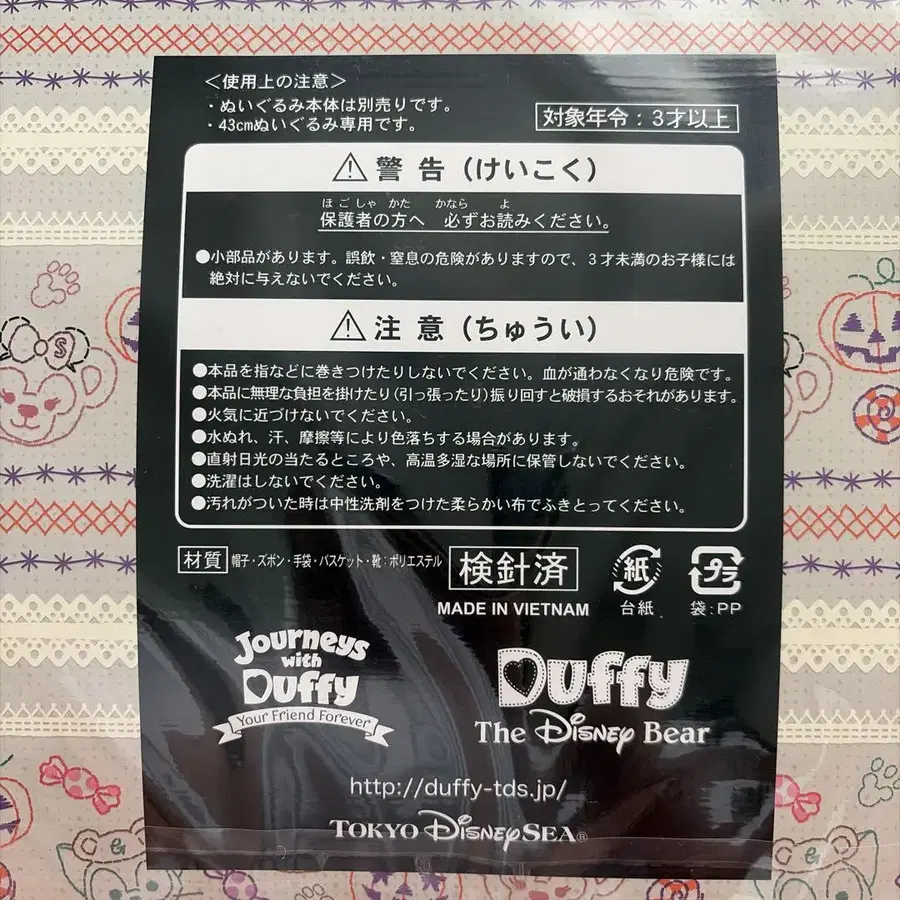 ＜使用上の注意＞
・ぬいぐるみ本体は別売りです。
・43cmぬいぐるみ専用です。
対象年令：3才以上
⚠警告（けいこく）
ほごしゃ かた かなら よ
保護者の方へ 必ずお読みください。
●小部品があります。誤飲・窒息の危険がありますので、３才未満のお子様には
絶対に与えないでください。
⚠注意（ちゅうい）
●本品を指などに巻きつけたりしないでください。血が通わなくなり危険です。
●本品に無理な負担を掛けたり（引っ張ったり）振り回すと破損するおそれがあります。
●火気に近づけないでください。
●水ぬれ、汗、摩擦等により色落ちする場合があります。
●直射日光の当たるところや、高温多湿な場所に保管しないでください。
●洗濯はしないでください。
●汚れがついた時は中性洗剤をつけた柔らかい布でふきとってください。
材質 帽子・ズボン・手袋・バスケット・靴：ポリエステル
検針済
MADE IN VIETNAM
紙
台紙
プラ
袋:PP
Journeys
with
Duffy
Your Friend Forever
Duffy
The Disney Bear
http://duffy-tds.jp/
TOKYO DISNEYSEA®
S
&